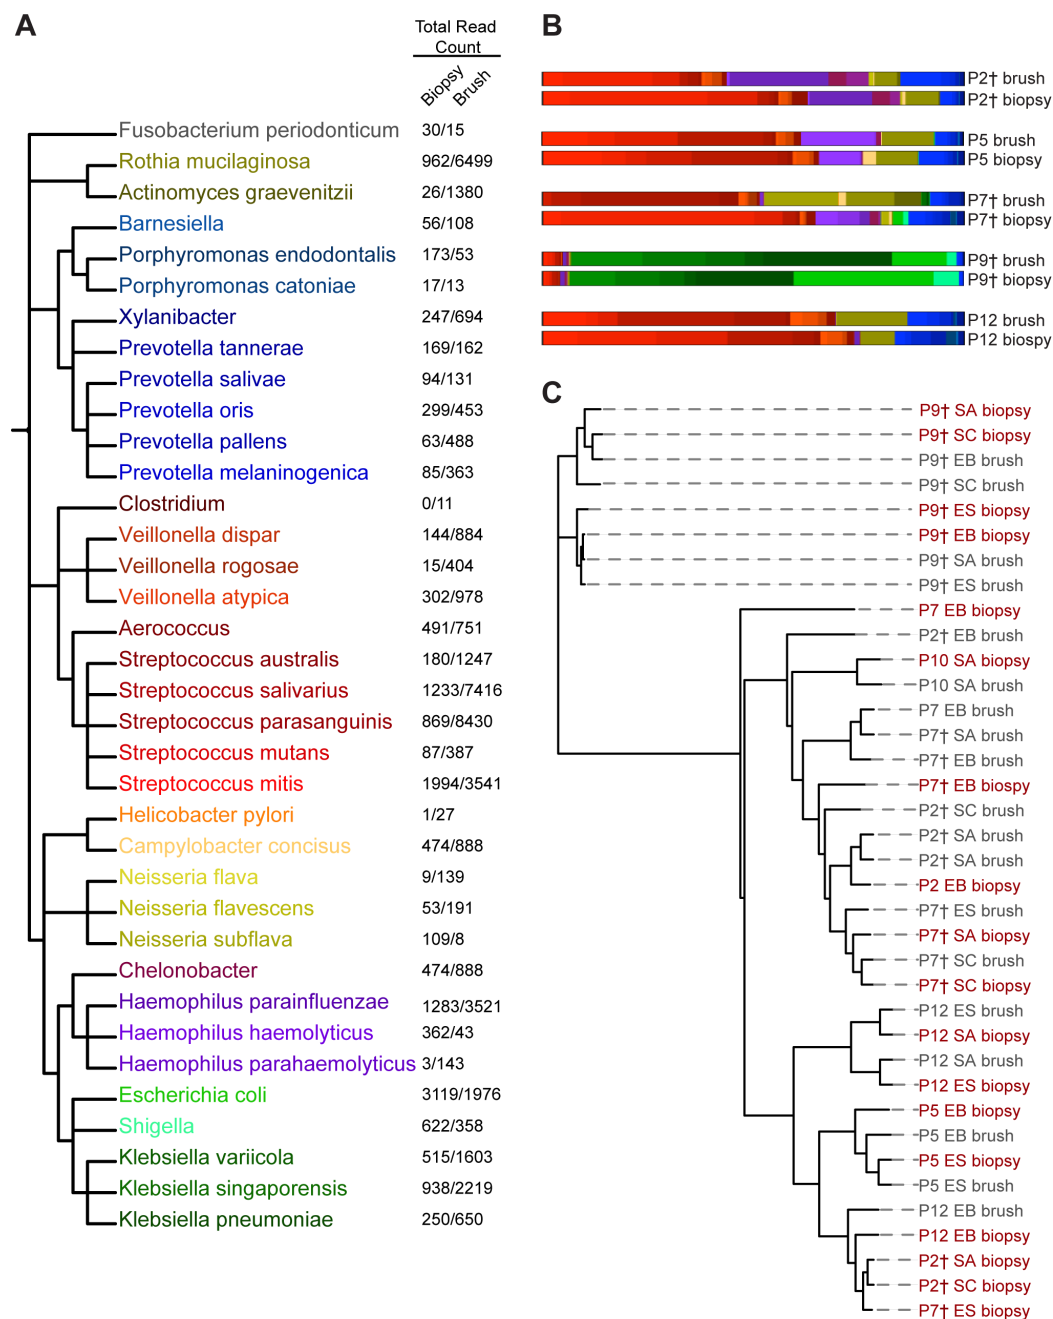 A
Total Read
Count
Biopsy
Brush
Fusobacterium periodonticum 30/15
Rothia mucilaginosa 962/6499
Actinomyces graevenitzii 26/1380
Barnesiella 56/108
Porphyromonas endodontalis 173/53
Porphyromonas catoniae 17/13
Xylanibacter 247/694
Prevotella tannerae 169/162
Prevotella salivae 94/131
Prevotella oris 299/453
Prevotella pallens 63/488
Prevotella melaninogenica 85/363
Clostridium 0/11
Veillonella dispar 144/884
Veillonella rogosae 15/404
Veillonella atypica 302/978
Aerococcus 491/751
Streptococcus australis 180/1247
Streptococcus salivarius 1233/7416
Streptococcus parasanguinis 869/8430
Streptococcus mutans 87/387
Streptococcus mitis 1994/3541
Helicobacter pylori 1/27
Campylobacter concisus 474/888
Neisseria flava 9/139
Neisseria flavescens 53/191
Neisseria subflava 109/8
Chelonobacter 474/888
Haemophilus parainfluenzae 1283/3521
Haemophilus haemolyticus 362/43
Haemophilus parahaemolyticus 3/143
Escherichia coli 3119/1976
Shigella 622/358
Klebsiella variicola 515/1603
Klebsiella singaporensis 938/2219
Klebsiella pneumoniae 250/650
B
P2† brush
P2† biopsy
P5 brush
P5 biopsy
P7† brush
P7† biopsy
P9† brush
P9† biopsy
P12 brush
P12 biospy
C
P9† SA biopsy
P9† SC biopsy
P9† EB brush
P9† SC brush
P9† ES biopsy
P9† EB biopsy
P9† SA brush
P9† ES brush
P7 EB biopsy
P2† EB brush
P10 SA biopsy
P10 SA brush
P7 EB brush
P7† SA brush
P7† EB brush
P7† EB biospy
P2† SC brush
P2† SA brush
P2† SA brush
P2 EB biopsy
P7† ES brush
P7† SA biopsy
P7† SC brush
P7† SC biopsy
P12 ES brush
P12 SA biopsy
P12 SA brush
P12 ES biopsy
P5 EB biopsy
P5 EB brush
P5 ES biopsy
P5 ES brush
P12 EB brush
P12 EB biopsy
P2† SA biopsy
P2† SC biopsy
P7† ES biopsy